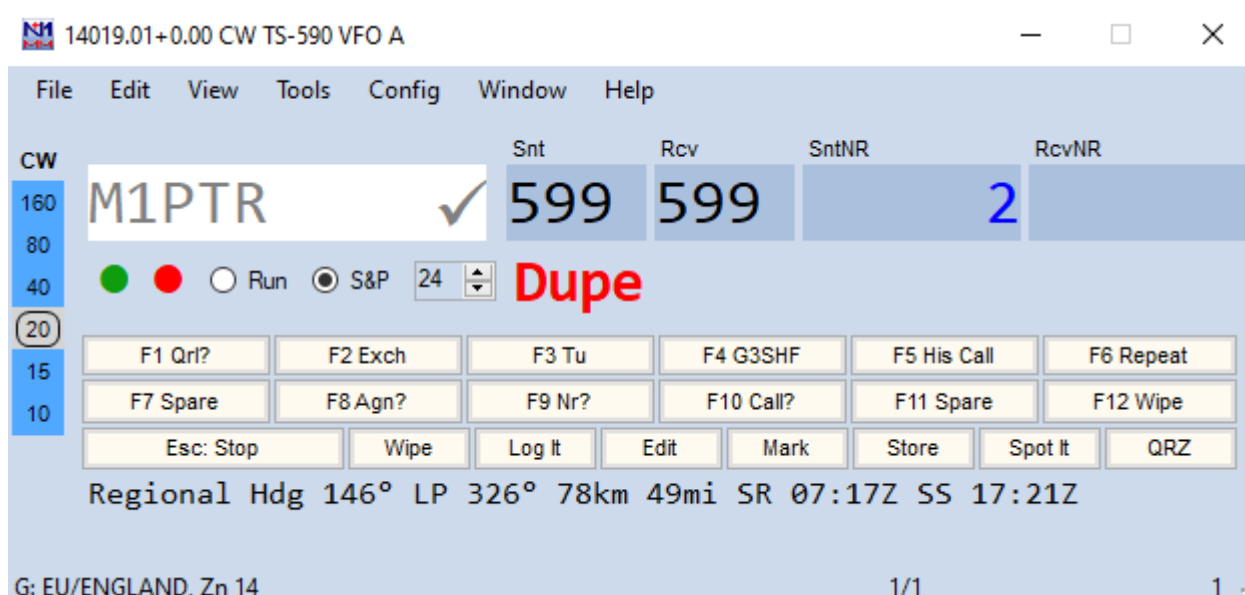 14019.01+0.00 CW TS-590 VFO A
File Edit View Tools Config Window Help
CW Snt Rcv SntNR RcvNR
160 M1PTR 599 599 2
80
40 Run S&P 24 Dupe
20
15 F1 Qrl? F2 Exch F3 Tu F4 G3SHF F5 His Call F6 Repeat
10 F7 Spare F8 Agn? F9 Nr? F10 Call? F11 Spare F12 Wipe
Esc: Stop Wipe Log It Edit Mark Store Spot It QRZ
Regional Hdg 146° LP 326° 78km 49mi SR 07:17Z SS 17:21Z
G: EU/ENGLAND, Zn 14 1/1 1